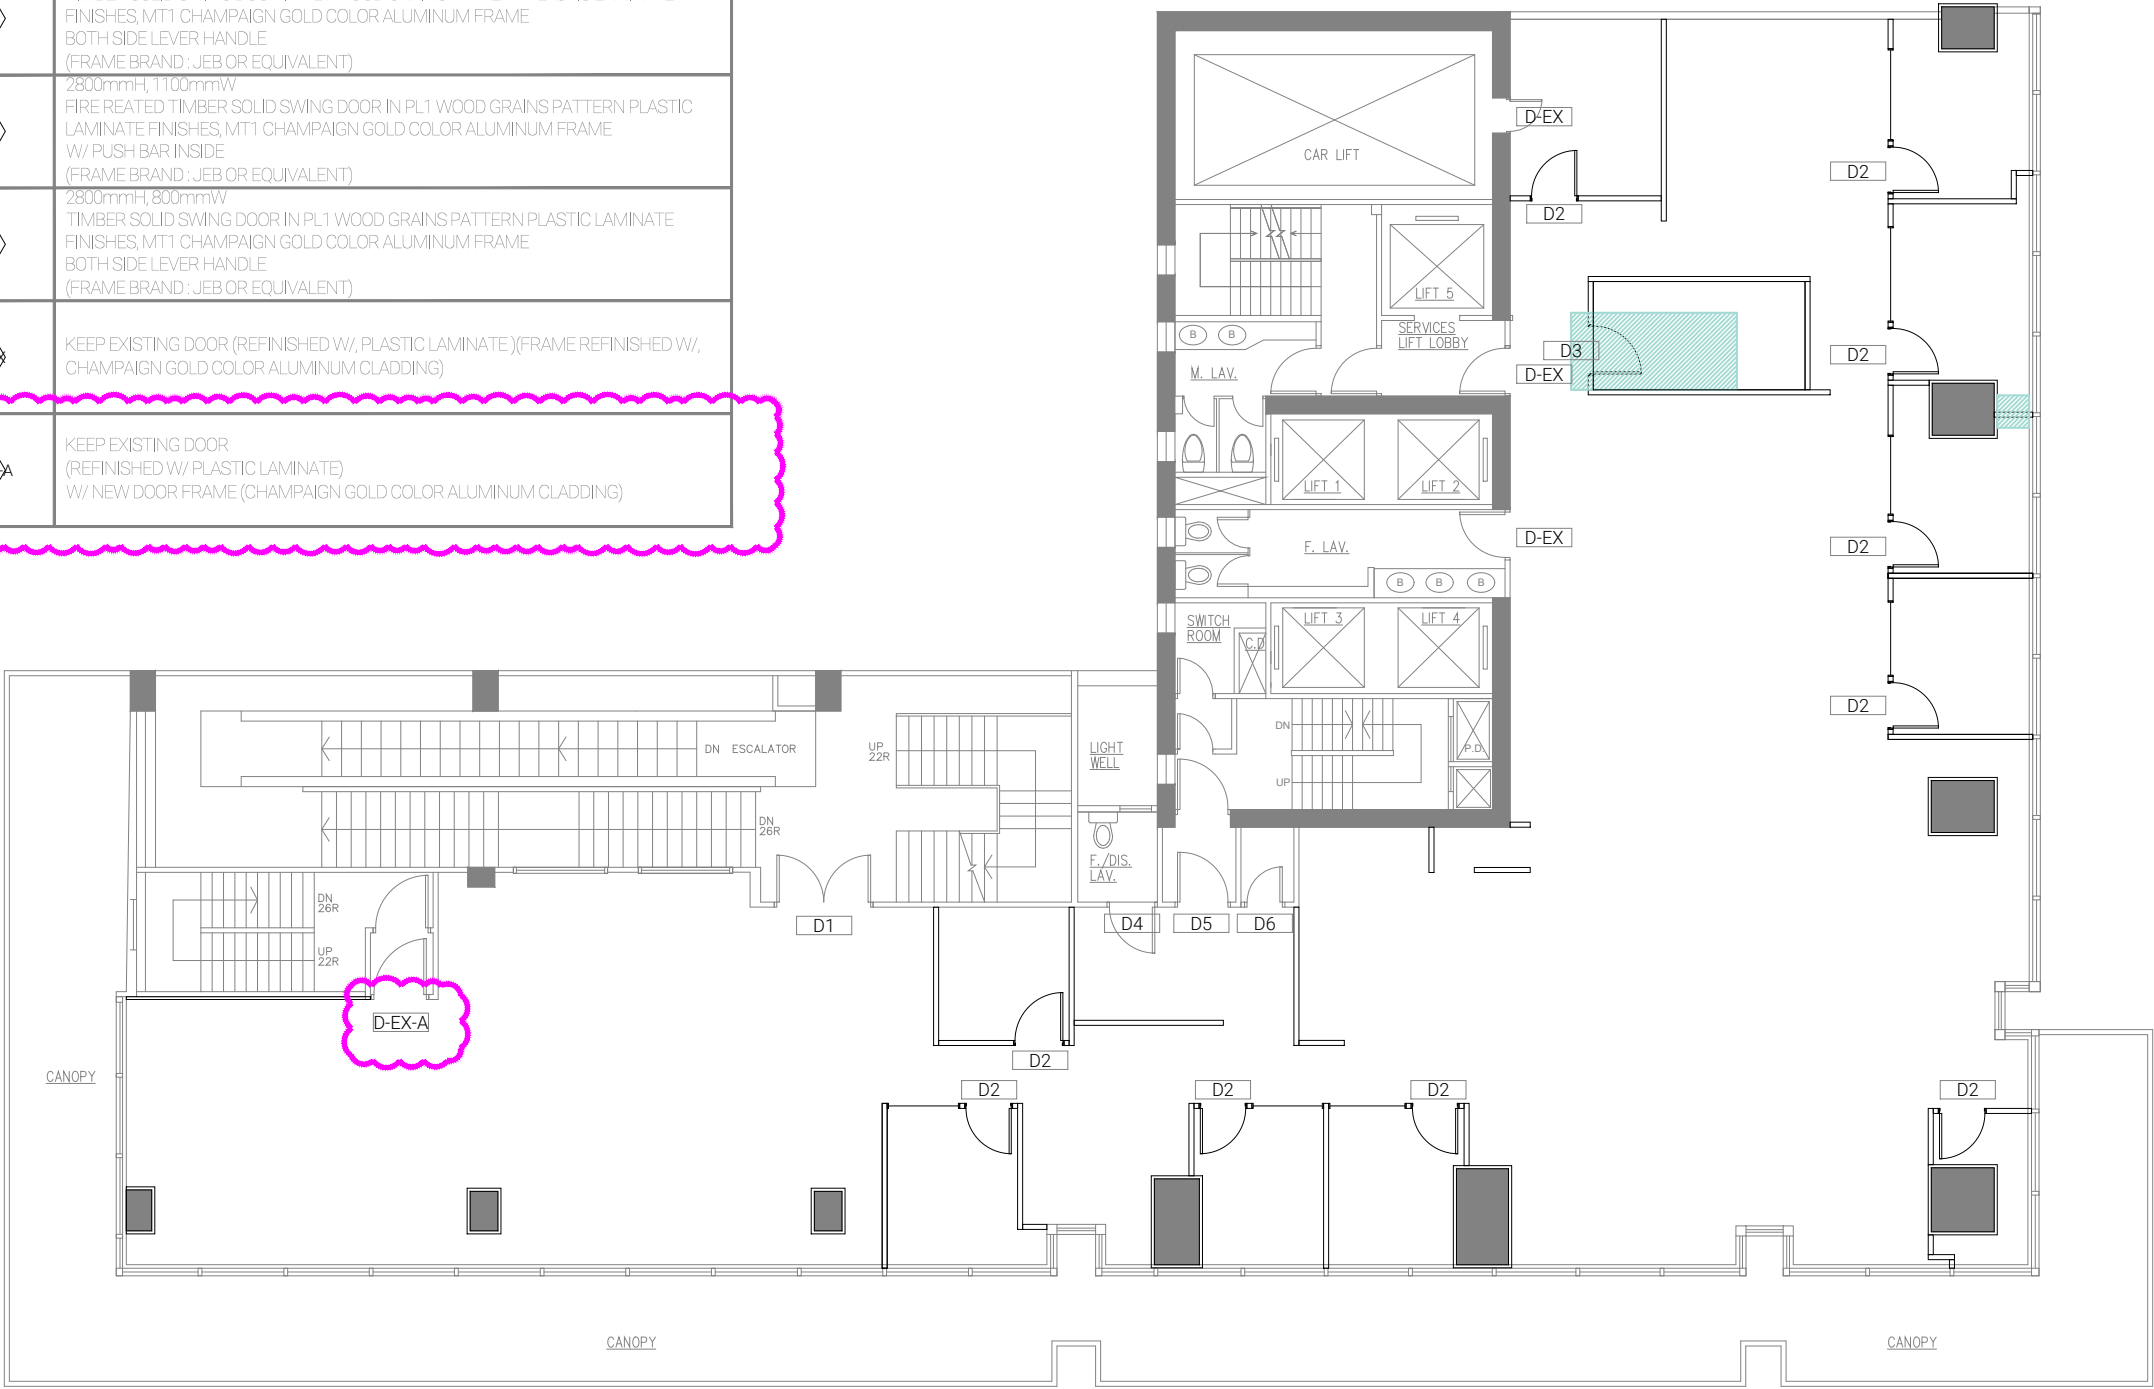 FINISHES, MT1 CHAMPAIGN GOLD COLOR ALUMINUM FRAME
BOTH SIDE LEVER HANDLE
(FRAME BRAND : JEB OR EQUIVALENT)
2800mmH, 1100mmW
FIRE REATED TIMBER SOLID SWING DOOR IN PL1 WOOD GRAINS PATTERN PLASTIC
LAMINATE FINISHES, MT1 CHAMPAIGN GOLD COLOR ALUMINUM FRAME
W/ PUSH BAR INSIDE
(FRAME BRAND : JEB OR EQUIVALENT)
2800mmH, 800mmW
TIMBER SOLID SWING DOOR IN PL1 WOOD GRAINS PATTERN PLASTIC LAMINATE
FINISHES, MT1 CHAMPAIGN GOLD COLOR ALUMINUM FRAME
BOTH SIDE LEVER HANDLE
(FRAME BRAND : JEB OR EQUIVALENT)
KEEP EXISTING DOOR (REFINISHED W/, PLASTIC LAMINATE )(FRAME REFINISHED W/,
CHAMPAIGN GOLD COLOR ALUMINUM CLADDING)
A
KEEP EXISTING DOOR
(REFINISHED W/ PLASTIC LAMINATE)
W/ NEW DOOR FRAME (CHAMPAIGN GOLD COLOR ALUMINUM CLADDING)
D-EX
CAR LIFT
D2
D2
LIFT 5
SERVICES
LIFT LOBBY
B
B
D3
D2
M. LAV.
D-EX
LIFT 1
LIFT 2
D-EX
D2
F. LAV.
B
B
B
SWITCH
ROOM
C.D
LIFT 3
LIFT 4
D2
DN
P.D.
UP
DN ESCALATOR
UP
22R
LIGHT
WELL
DN
26R
F./DIS.
LAV.
DN
26R
UP
22R
D1
D4
D5
D6
D-EX-A
D2
CANOPY
D2
D2
D2
D2
CANOPY
CANOPY